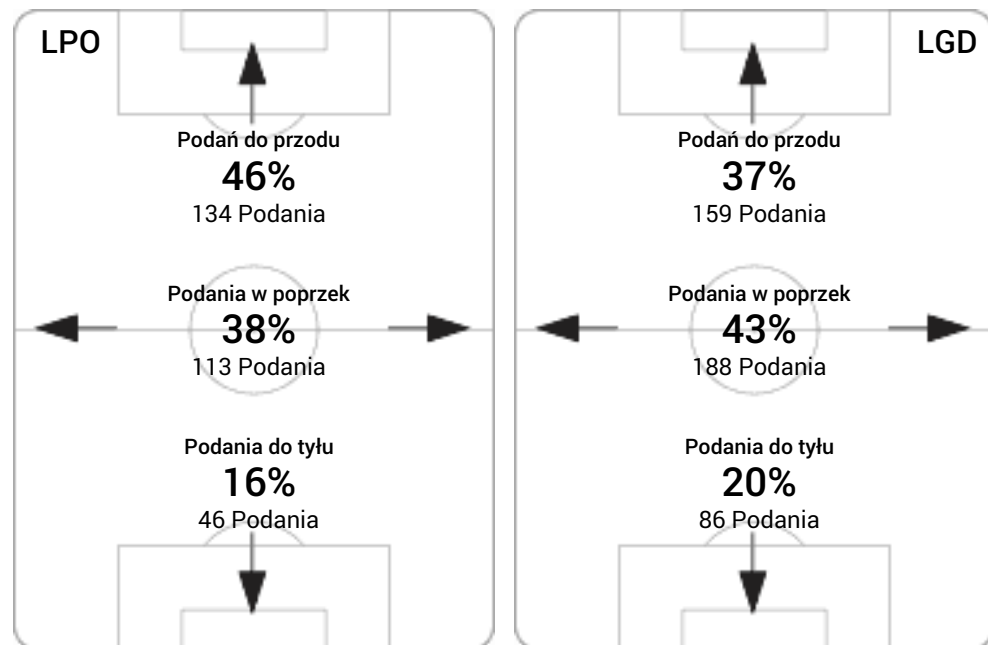 LPO
Podań do przodu
46%
134 Podania
Podania w poprzek
38%
113 Podania
Podania do tyłu
16%
46 Podania
LGD
Podań do przodu
37%
159 Podania
Podania w poprzek
43%
188 Podania
Podania do tyłu
20%
86 Podania